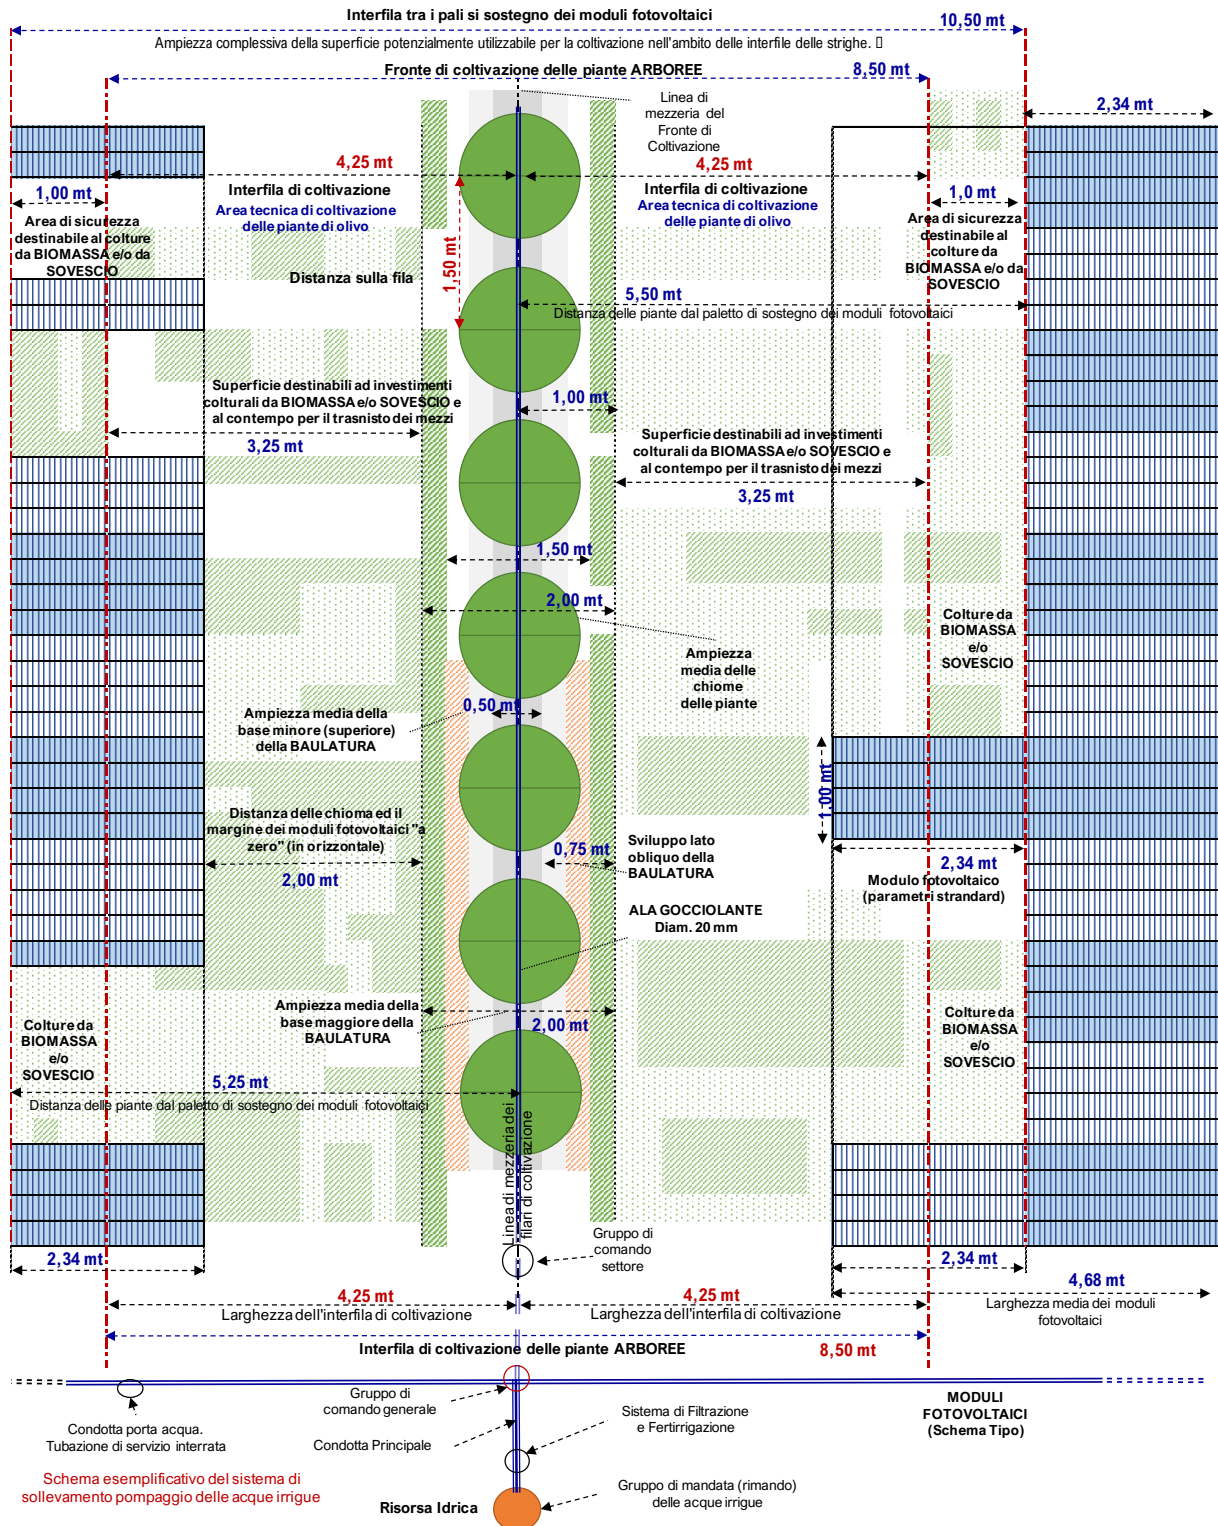 Interfila tra i pali si sostegno dei moduli fotovoltaici
10,50 mt
Ampiezza complessiva della superficie potenzialmente utilizzabile per la coltivazione nell'ambito delle interfile delle strighe. 
Fronte di coltivazione delle piante ARBOREE
8,50 mt
Linea di
mezzeria del
Fronte di
Coltivazione
2,34 mt
4,25 mt
4,25 mt
Interfila di coltivazione
Area tecnica di coltivazione
delle piante di olivo
Interfila di coltivazione
Area tecnica di coltivazione
delle piante di olivo
1,00 mt
Area di sicurezza
destinabile al colture
da BIOMASSA e/o da
SOVESCIO
1,0 mt
Area di sicurezza
destinabile al
colture da
BIOMASSA e/o da
SOVESCIO
1,50 mt
Distanza sulla fila
5,50 mt
Distanza delle piante dal paletto di sostegno dei moduli fotovoltaici
Superficie destinabili ad investimenti
colturali da BIOMASSA e/o SOVESCIO e
al contempo per il trasnisto dei mezzi
3,25 mt
1,00 mt
Superficie destinabili ad investimenti
colturali da BIOMASSA e/o SOVESCIO e
al contempo per il trasnisto dei mezzi
3,25 mt
1,50 mt
2,00 mt
Colture da
BIOMASSA
e/o
SOVESCIO
Ampiezza
media delle
chiome
delle piante
0,50 mt
Ampiezza media della
base minore (superiore)
della BAULATURA
1,00 mt
Distanza delle chioma ed il
margine dei moduli fotovoltaici "a
zero" (in orizzontale)
2,00 mt
0,75 mt
Sviluppo lato
obliquo della
BAULATURA
2,34 mt
Modulo fotovoltaico
(parametri strandard)
ALA GOCCIOLANTE
Diam. 20 mm
Ampiezza media della
base maggiore della
BAULATURA
2,00 mt
Colture da
BIOMASSA
e/o
SOVESCIO
Colture da
BIOMASSA
e/o
SOVESCIO
5,25 mt
Distanza delle piante dal paletto di sostegno dei moduli fotovoltaici
Linea di mezzeria dei
filari di coltivazione
Gruppo di
comando
settore
2,34 mt
2,34 mt
4,68 mt
Larghezza media dei moduli
fotovoltaici
4,25 mt
4,25 mt
Larghezza dell'interfila di coltivazione
Larghezza dell'interfila di coltivazione
Interfila di coltivazione delle piante ARBOREE
8,50 mt
Gruppo di
comando generale
MODULI
FOTOVOLTAICI
(Schema Tipo)
Condotta porta acqua.
Tubazione di servizio interrata
Condotta Principale
Sistema di Filtrazione
e Fertirrigazione
Schema esemplificativo del sistema di
sollevamento pompaggio delle acque irrigue
Risorsa Idrica
Gruppo di mandata (rimando)
delle acque irrigue